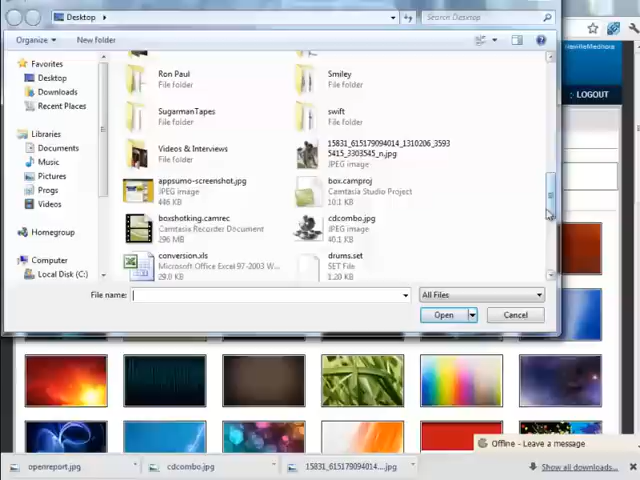 Desktop
Search Desktop
Organize
New folder
Favorites
Desktop
Downloads
Recent Places
Libraries
Documents
Music
Pictures
Progs
Videos
Homegroup
Computer
Local Disk (C:)
Ron Paul
File folder
Smiley
File folder
SugarmanTapes
File folder
swift
File folder
Videos & Interviews
File folder
15831_615179094014_1310206_3593
5415_3303545_n.jpg
JPEG image
appsumo-screenshot.jpg
JPEG image
446 KB
box.camproj
Camtasia Studio Project
10.1 KB
boxshotking.camrec
Camtasia Recorder Document
296 MB
cdcombo.jpg
JPEG image
40.1 KB
conversion.xls
Microsoft Office Excel 97-2003 W...
29.0 KB
drums.set
SET File
1.20 KB
File name:
All Files
Open
Cancel
NevilleMedhora
: LOGOUT
Offline - Leave a message
openreport.jpg
cdcombo.jpg
15831_615179094014....jpg
Show all downloads...